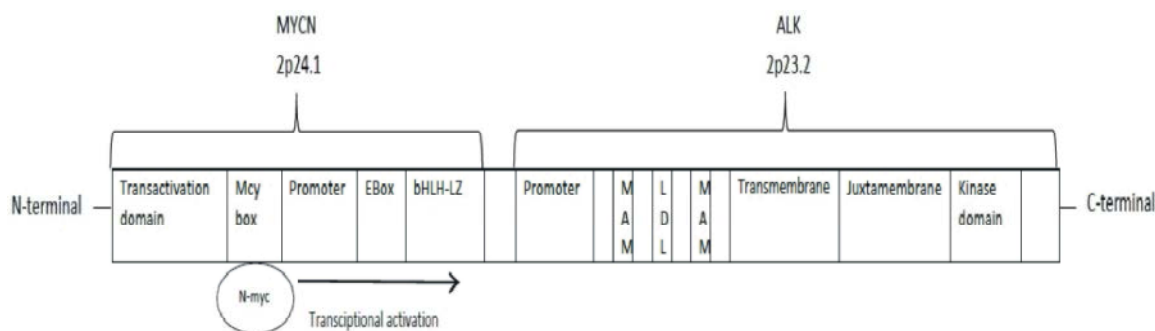 MYCN
2p24.1
ALK
2p23.2
N-terminal
Transactivation
domain
Mcy
box
Promoter
EBox
bHLH-LZ
Promoter
M
A
M
L
D
L
M
A
M
Transmembrane
Juxtamembrane
Kinase
domain
C-terminal
N-myc
Transciptional activation